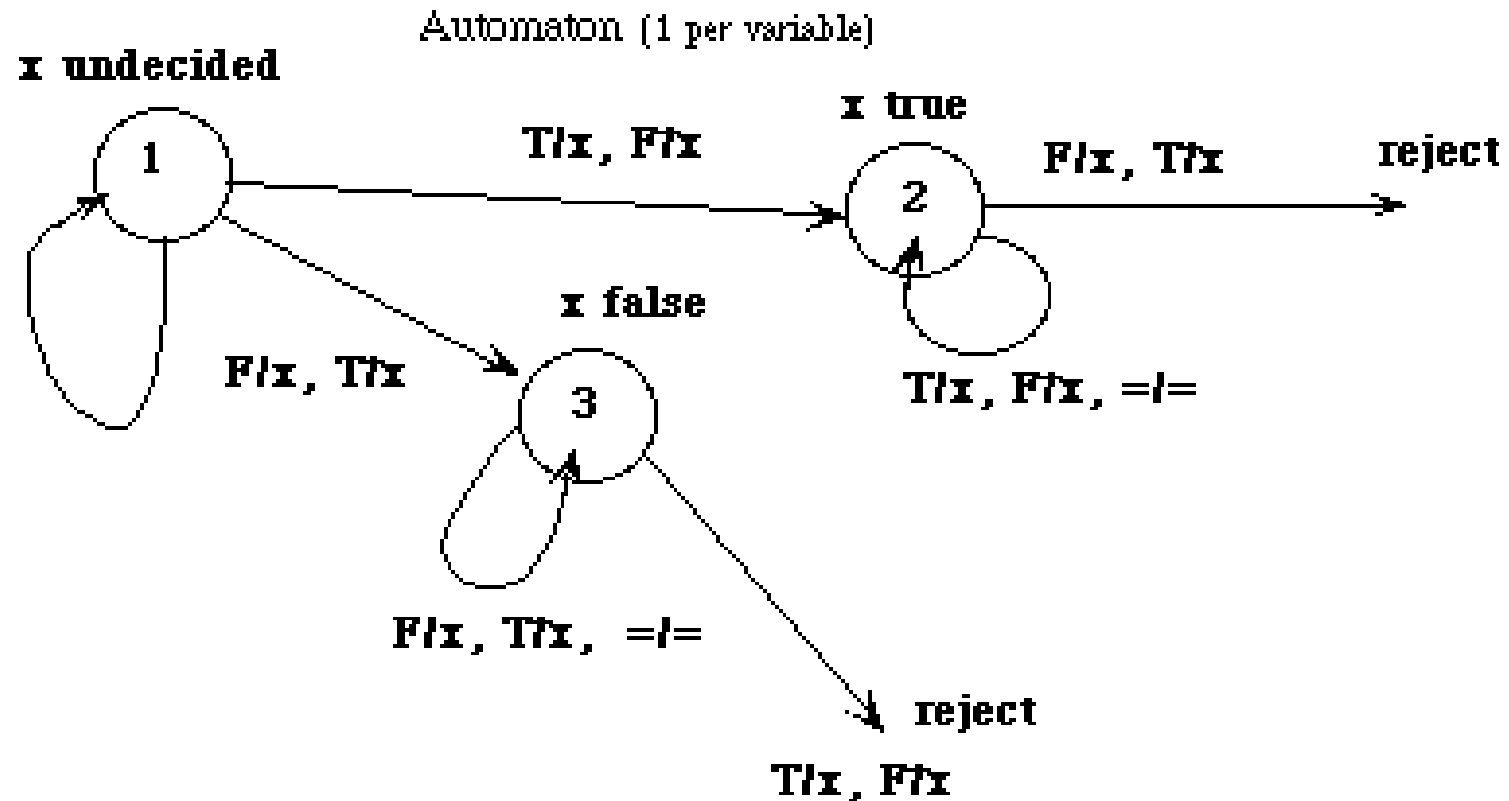 Automaton (1 per variable)
x undecided
1
T/x, F/x̄
x true
2
F/x, T/x̄
reject
T/x, F/x̄, =/=
F/x, T/x̄
x false
3
F/x, T/x̄, =/=
reject
T/x, F/x̄